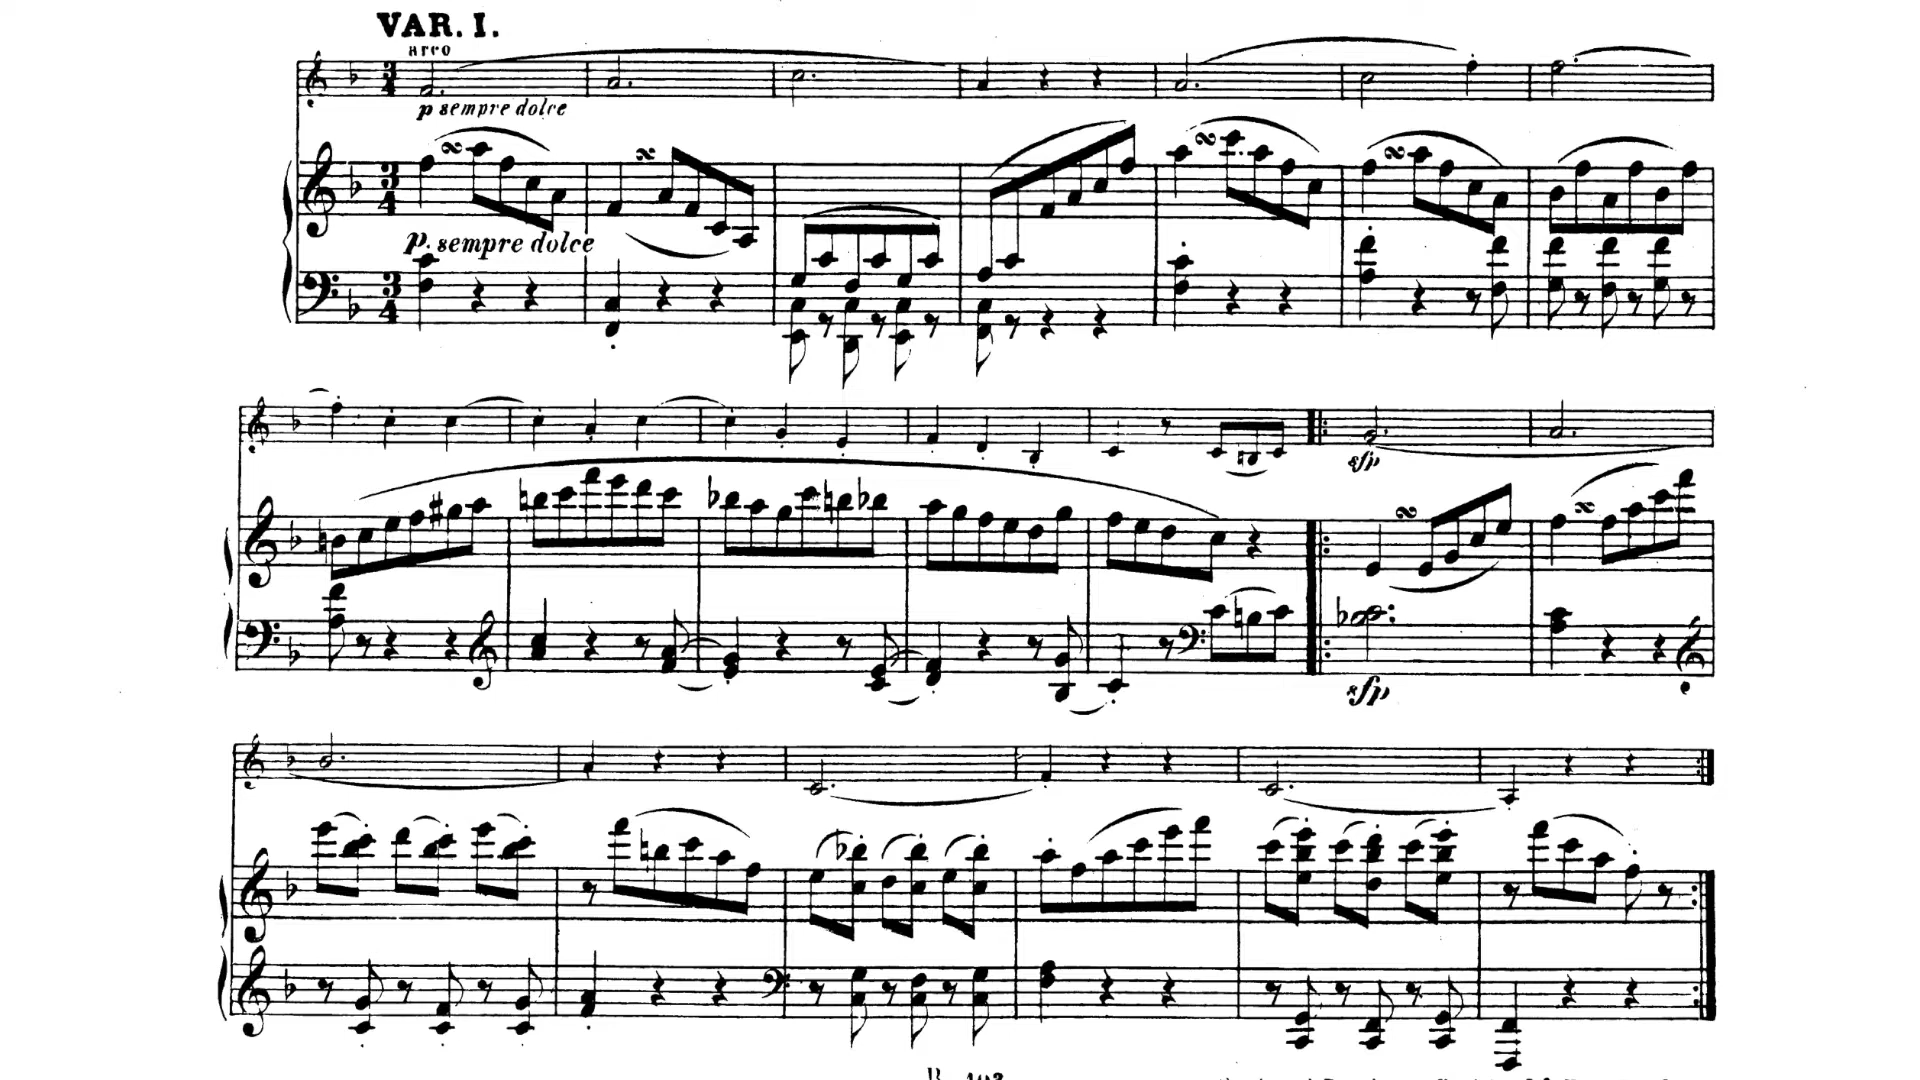 VAR. I.
arco
p sempre dolce
p. sempre dolce
sfp
sfp